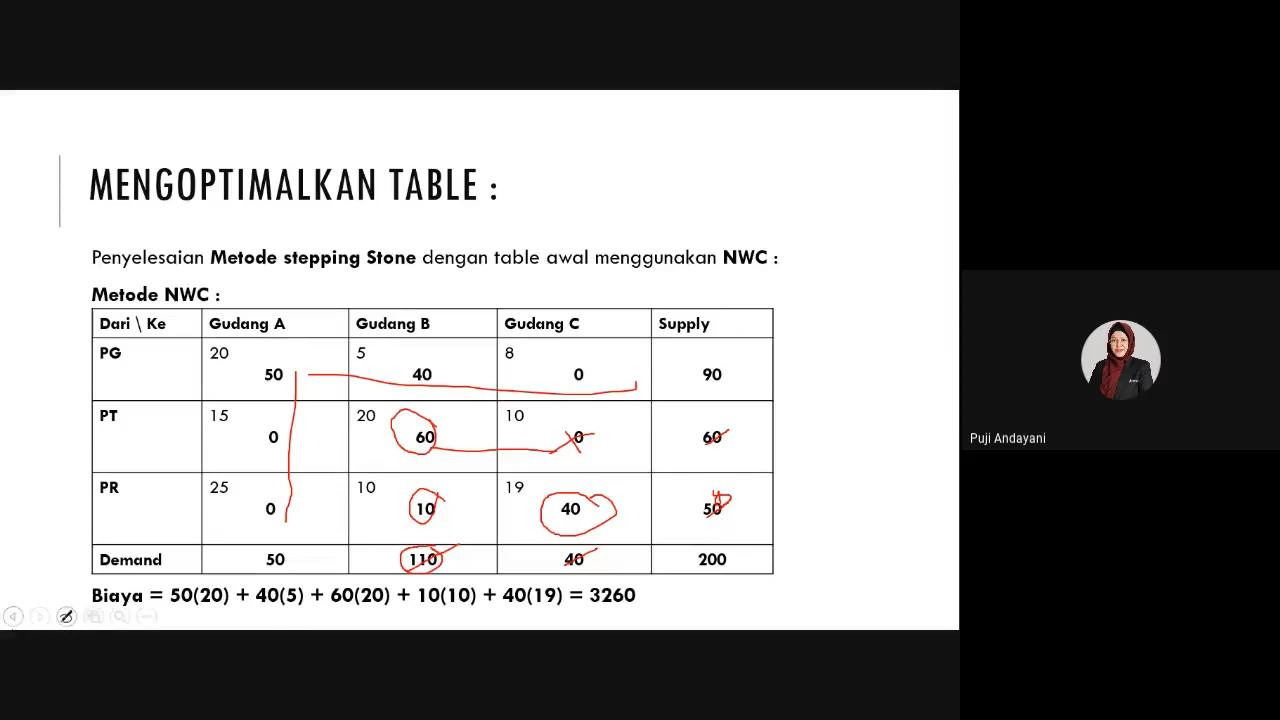 MENGOPTIMALKAN TABLE :
Penyelesaian Metode stepping Stone dengan table awal menggunakan NWC :
Metode NWC :
Dari \ Ke Gudang A Gudang B Gudang C Supply
PG 20 5 8
50 40 0 90
PT 15 20 10
0 60 0 60
PR 25 10 19
0 10 40 50
Demand 50 110 40 200
Biaya = 50(20) + 40(5) + 60(20) + 10(10) + 40(19) = 3260
Puji Andayani